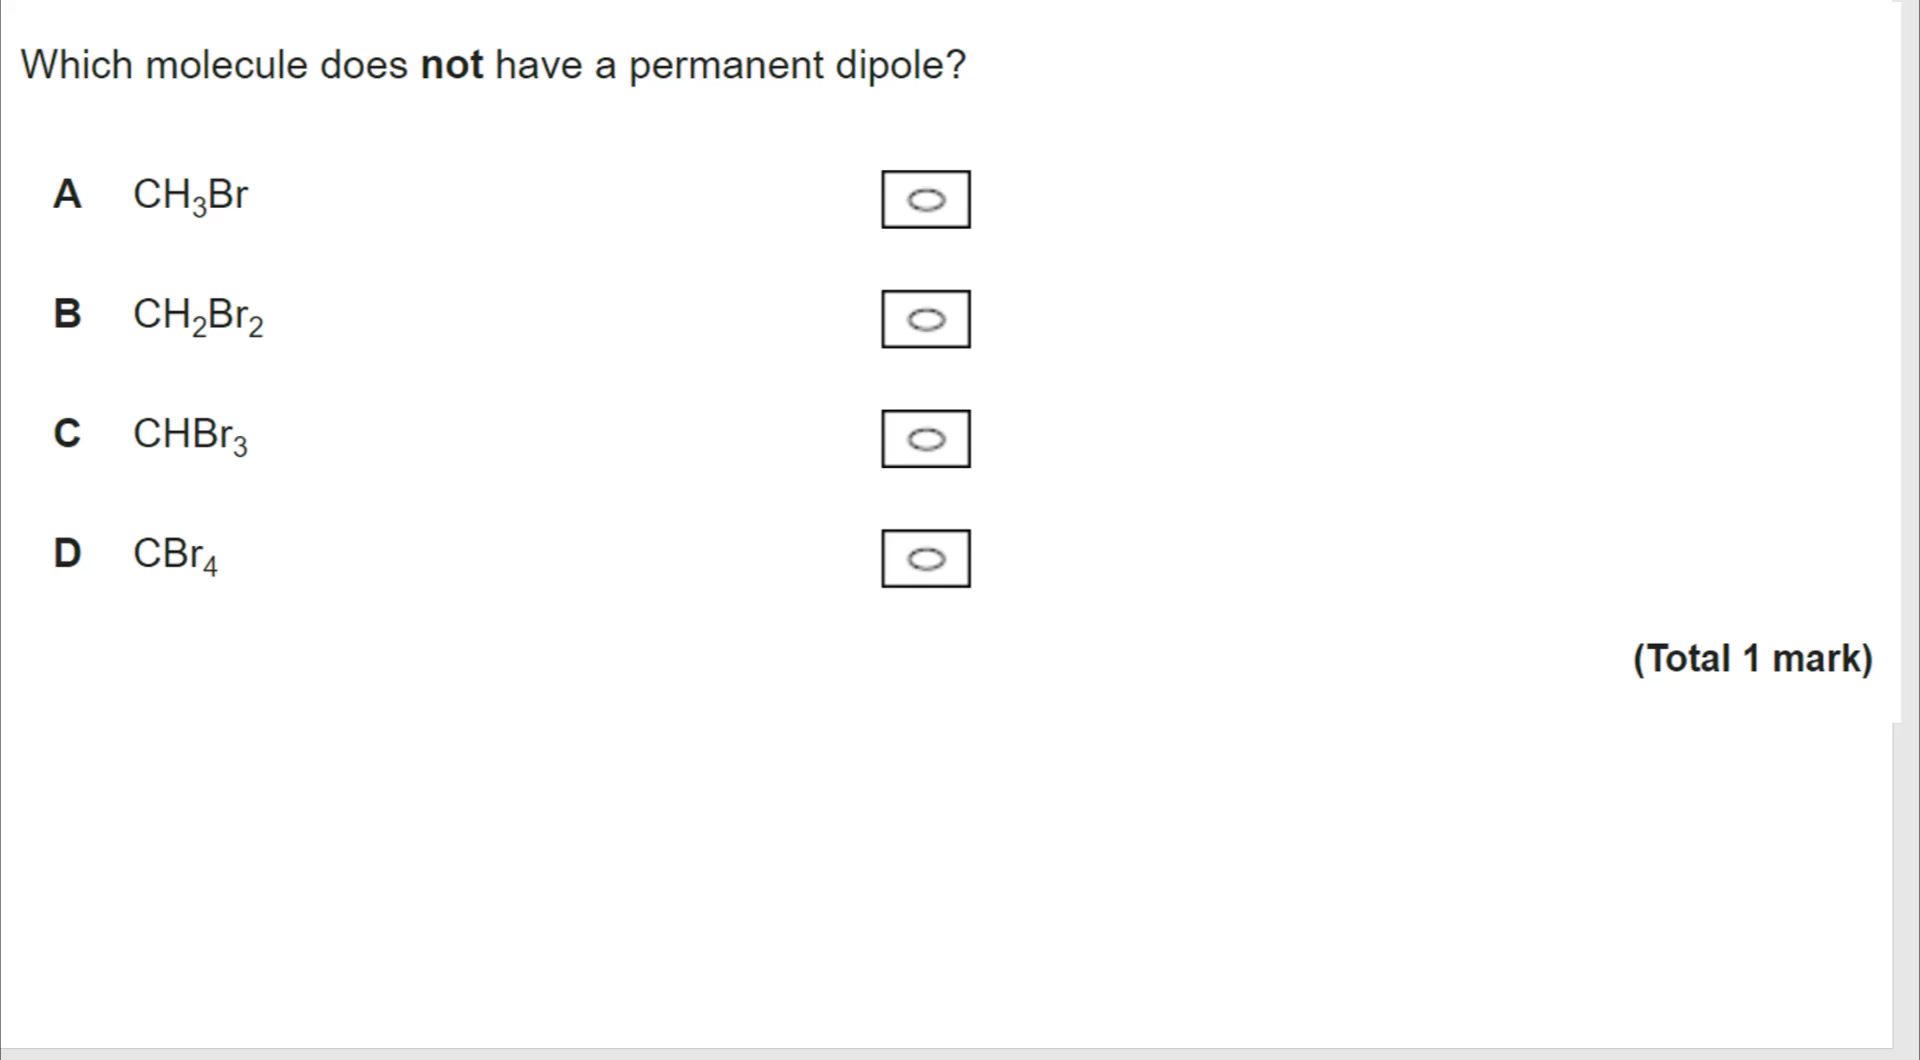 Which molecule does not have a permanent dipole?
A CH₃Br
B CH₂Br₂
C CHBr₃
D CBr₄
(Total 1 mark)